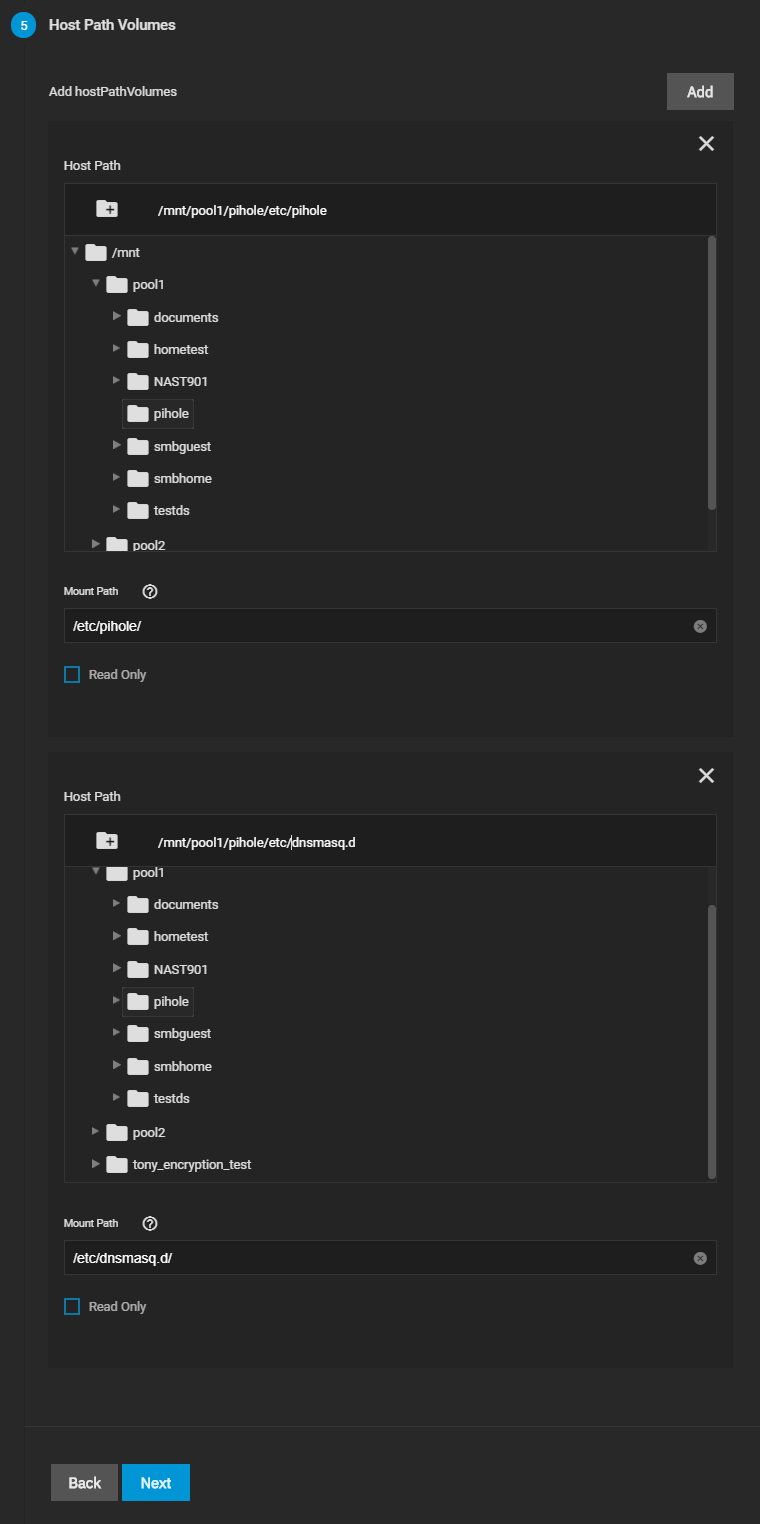 5 Host Path Volumes
Add hostPathVolumes Add
Host Path
/mnt/pool1/pihole/etc/pihole
/mnt
pool1
documents
hometest
NAST901
pihole
smbguest
smbhome
testds
pool2
Mount Path
/etc/pihole/
Read Only
Host Path
/mnt/pool1/pihole/etc/dnsmasq.d
pool1
documents
hometest
NAST901
pihole
smbguest
smbhome
testds
pool2
tony_encryption_test
Mount Path
/etc/dnsmasq.d/
Read Only
Back Next